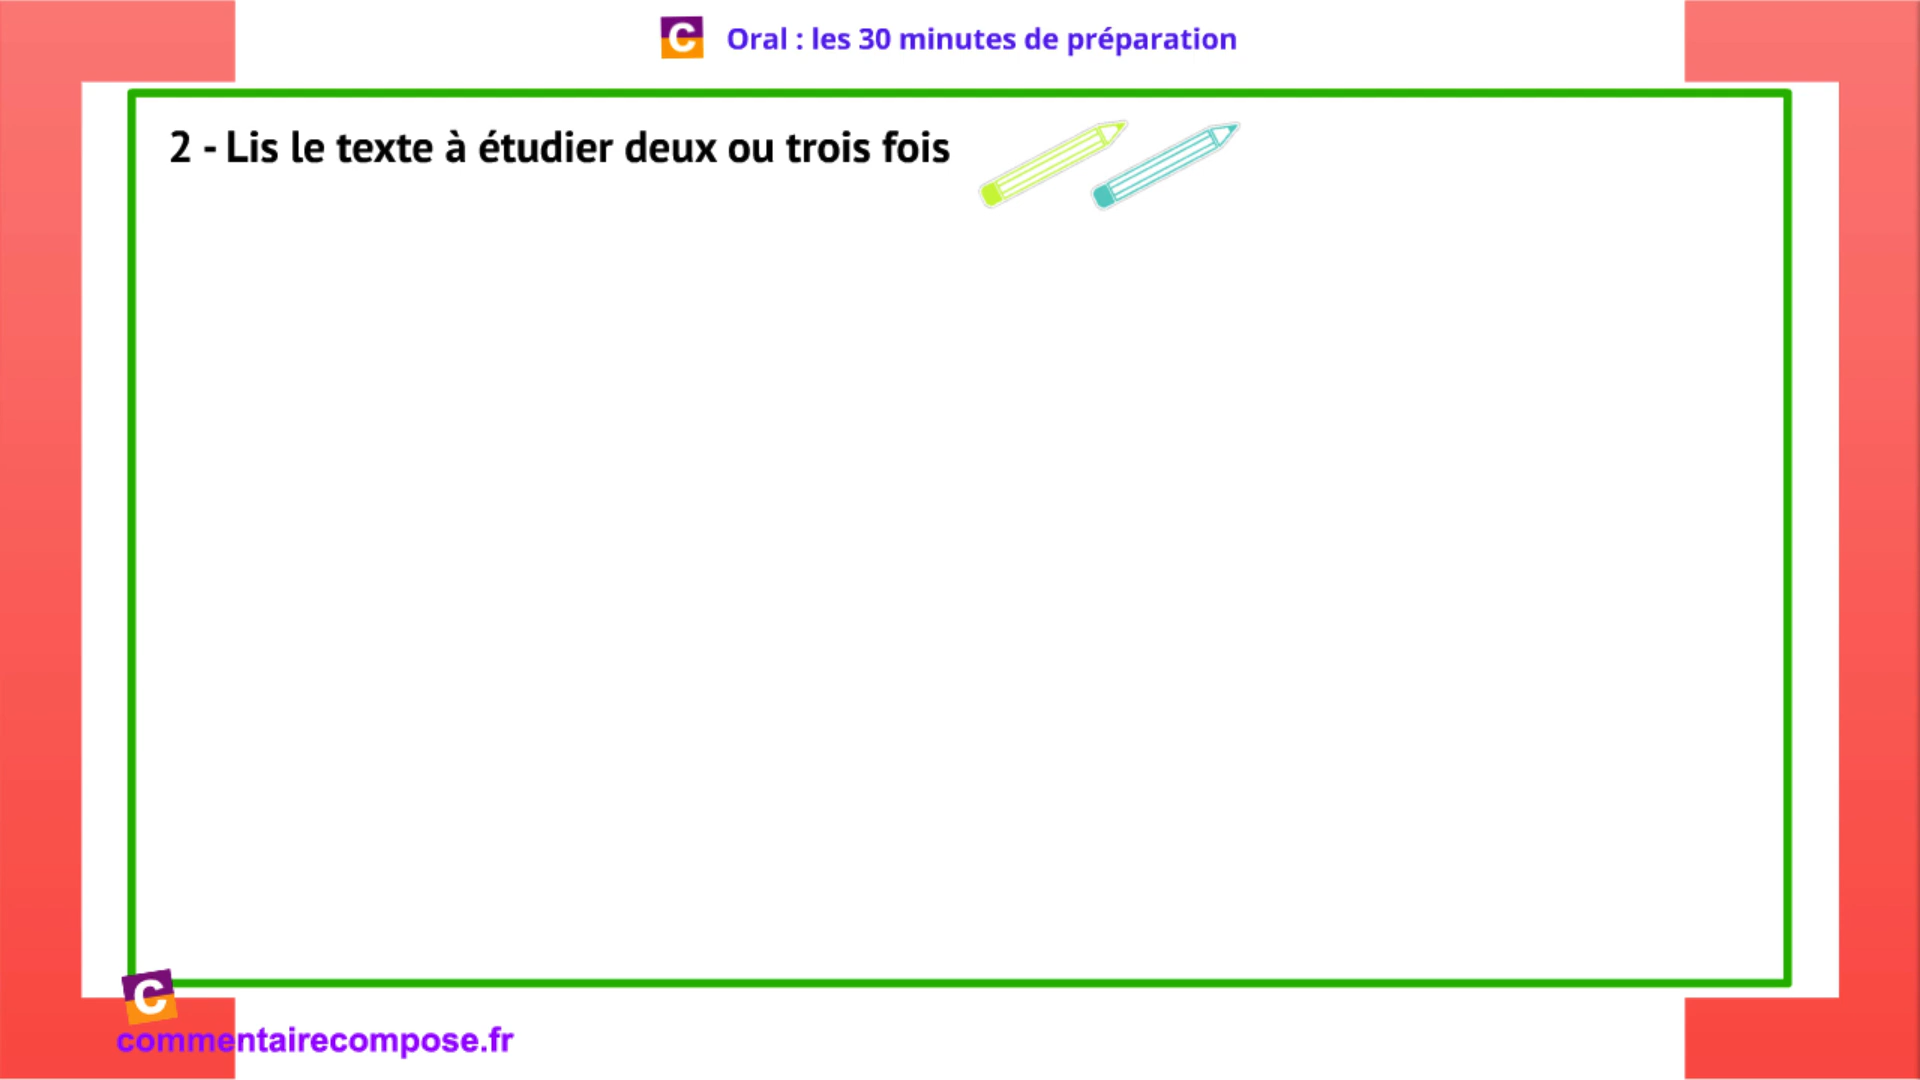 C Oral : les 30 minutes de préparation
2 - Lis le texte à étudier deux ou trois fois
C
commentairecompose.fr